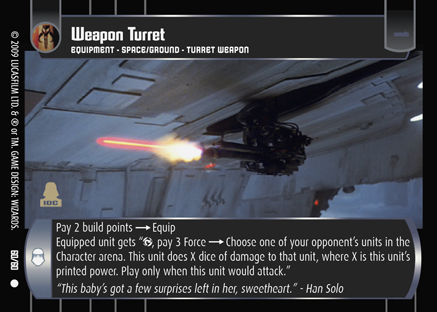 Weapon Turret
EQUIPMENT - SPACE/GROUND - TURRET WEAPON
© 2009 LUCASFILM LTD. & ® or TM. GAME DESIGN: WIZARDS.
IDC
Pay 2 build points → Equip
Equipped unit gets “, pay 3 Force → Choose one of your opponent's units in the
Character arena. This unit does X dice of damage to that unit, where X is this unit's
printed power. Play only when this unit would attack.”
“This baby's got a few surprises left in her, sweetheart.” - Han Solo